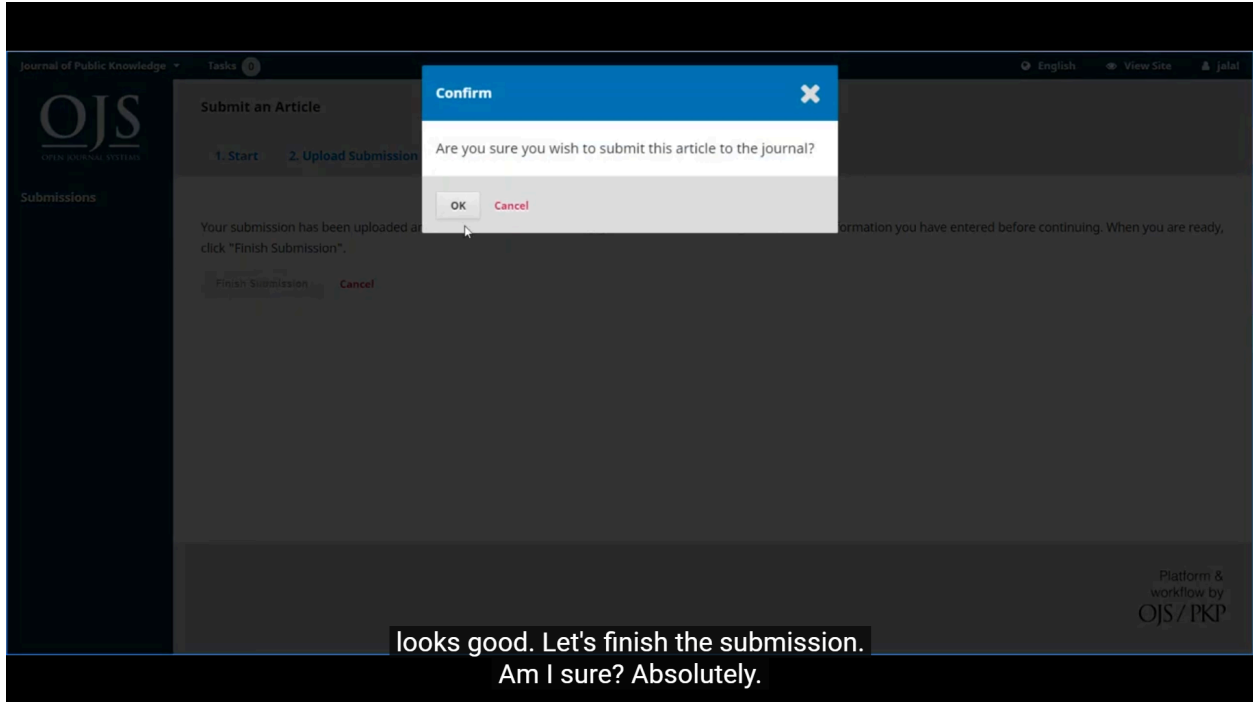 Journal of Public Knowledge Tasks 0 English View Site jalal
OJS
OPEN JOURNAL SYSTEMS
Submissions
Submit an Article
1. Start 2. Upload Submission
Confirm
Are you sure you wish to submit this article to the journal?
OK Cancel
Your submission has been uploaded ormation you have entered before continuing. When you are ready,
click "Finish Submission".
Finish Submission Cancel
Platform &
workflow by
OJS / PKP
looks good. Let's finish the submission.
Am I sure? Absolutely.